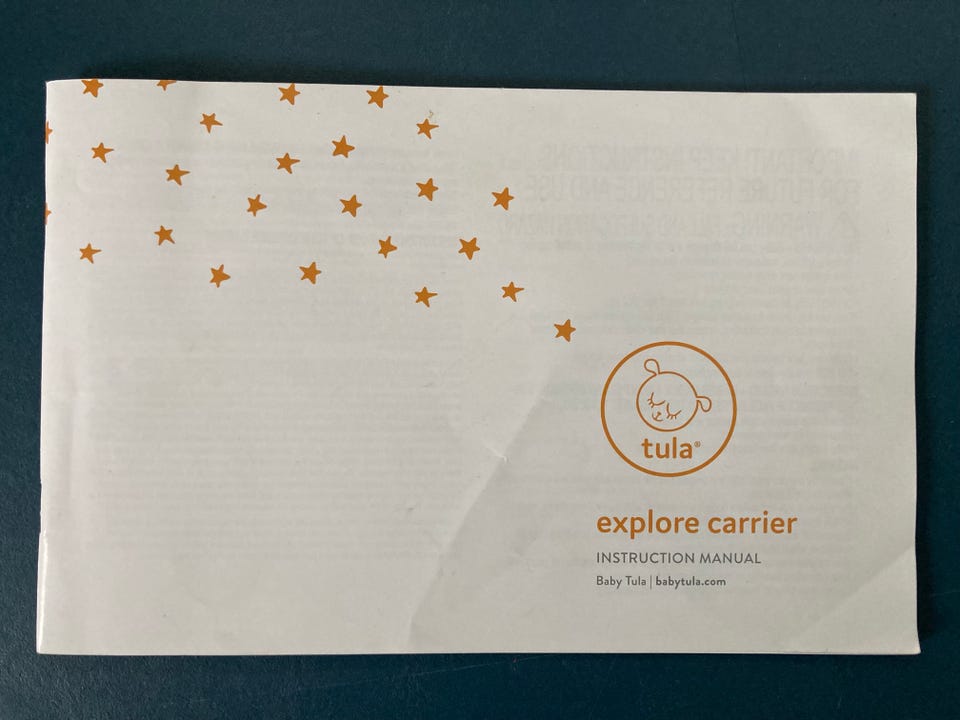 tula®
explore carrier
INSTRUCTION MANUAL
Baby Tula | babytula.com